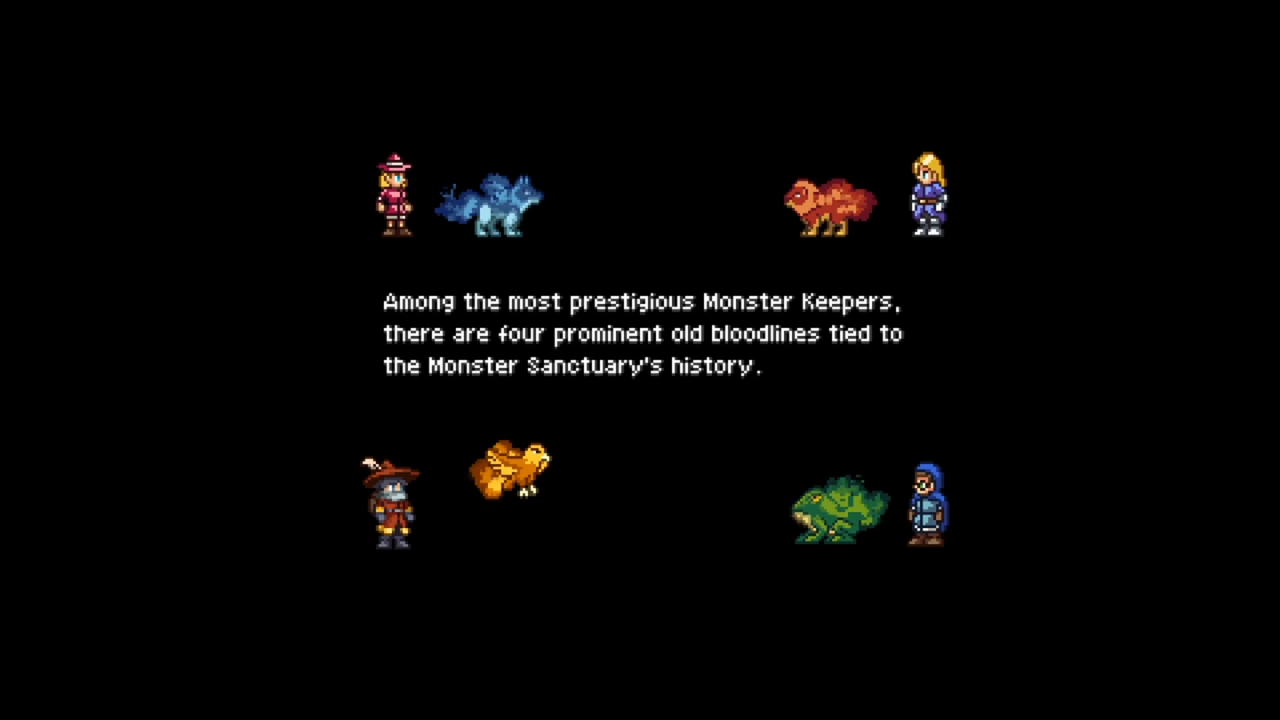 Among the most prestigious Monster Keepers,
there are four prominent old bloodlines tied to
the Monster Sanctuary's history.